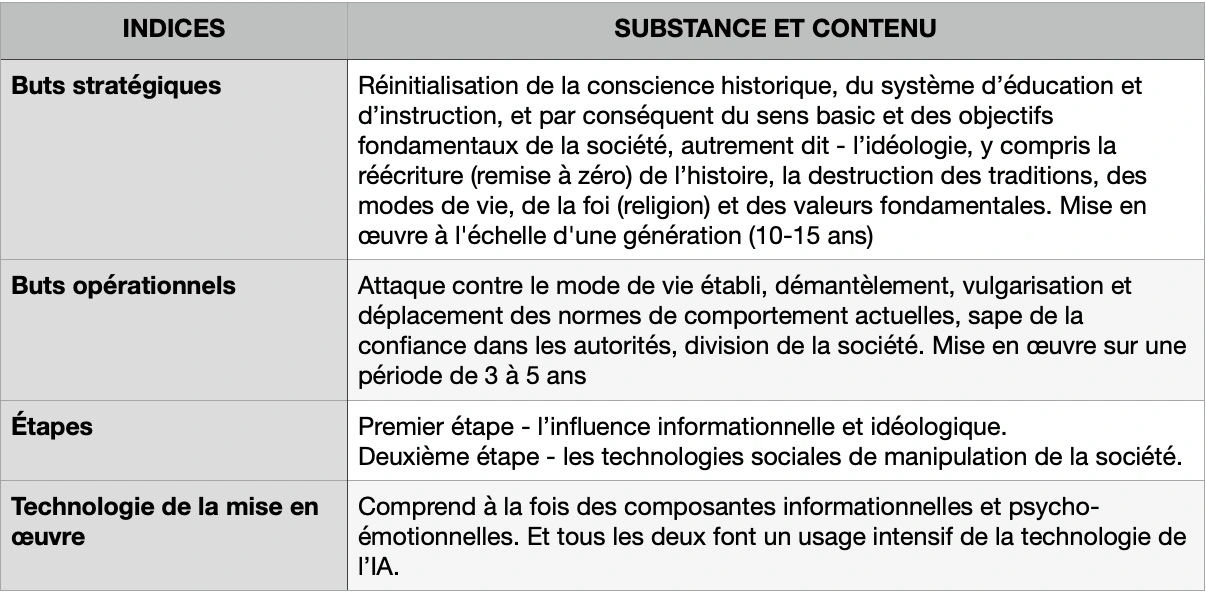 INDICES
SUBSTANCE ET CONTENU
Buts stratégiques
Réinitialisation de la conscience historique, du système d’éducation et
d’instruction, et par conséquent du sens basic et des objectifs
fondamentaux de la société, autrement dit - l’idéologie, y compris la
réécriture (remise à zéro) de l’histoire, la destruction des traditions, des
modes de vie, de la foi (religion) et des valeurs fondamentales. Mise en
œuvre à l'échelle d'une génération (10-15 ans)
Buts opérationnels
Attaque contre le mode de vie établi, démantèlement, vulgarisation et
déplacement des normes de comportement actuelles, sape de la
confiance dans les autorités, division de la société. Mise en œuvre sur une
période de 3 à 5 ans
Étapes
Premier étape - l’influence informationnelle et idéologique.
Deuxième étape - les technologies sociales de manipulation de la société.
Technologie de la mise en
œuvre
Comprend à la fois des composantes informationnelles et psycho-
émotionnelles. Et tous les deux font un usage intensif de la technologie de
l’IA.